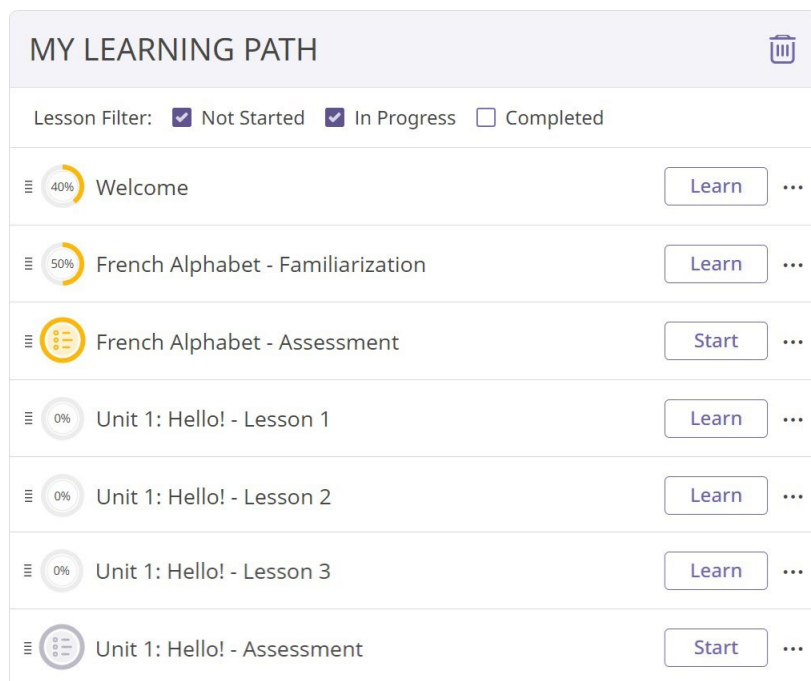 MY LEARNING PATH
Lesson Filter: Not Started In Progress Completed
40% Welcome Learn
50% French Alphabet - Familiarization Learn
French Alphabet - Assessment Start
0% Unit 1: Hello! - Lesson 1 Learn
0% Unit 1: Hello! - Lesson 2 Learn
0% Unit 1: Hello! - Lesson 3 Learn
Unit 1: Hello! - Assessment Start